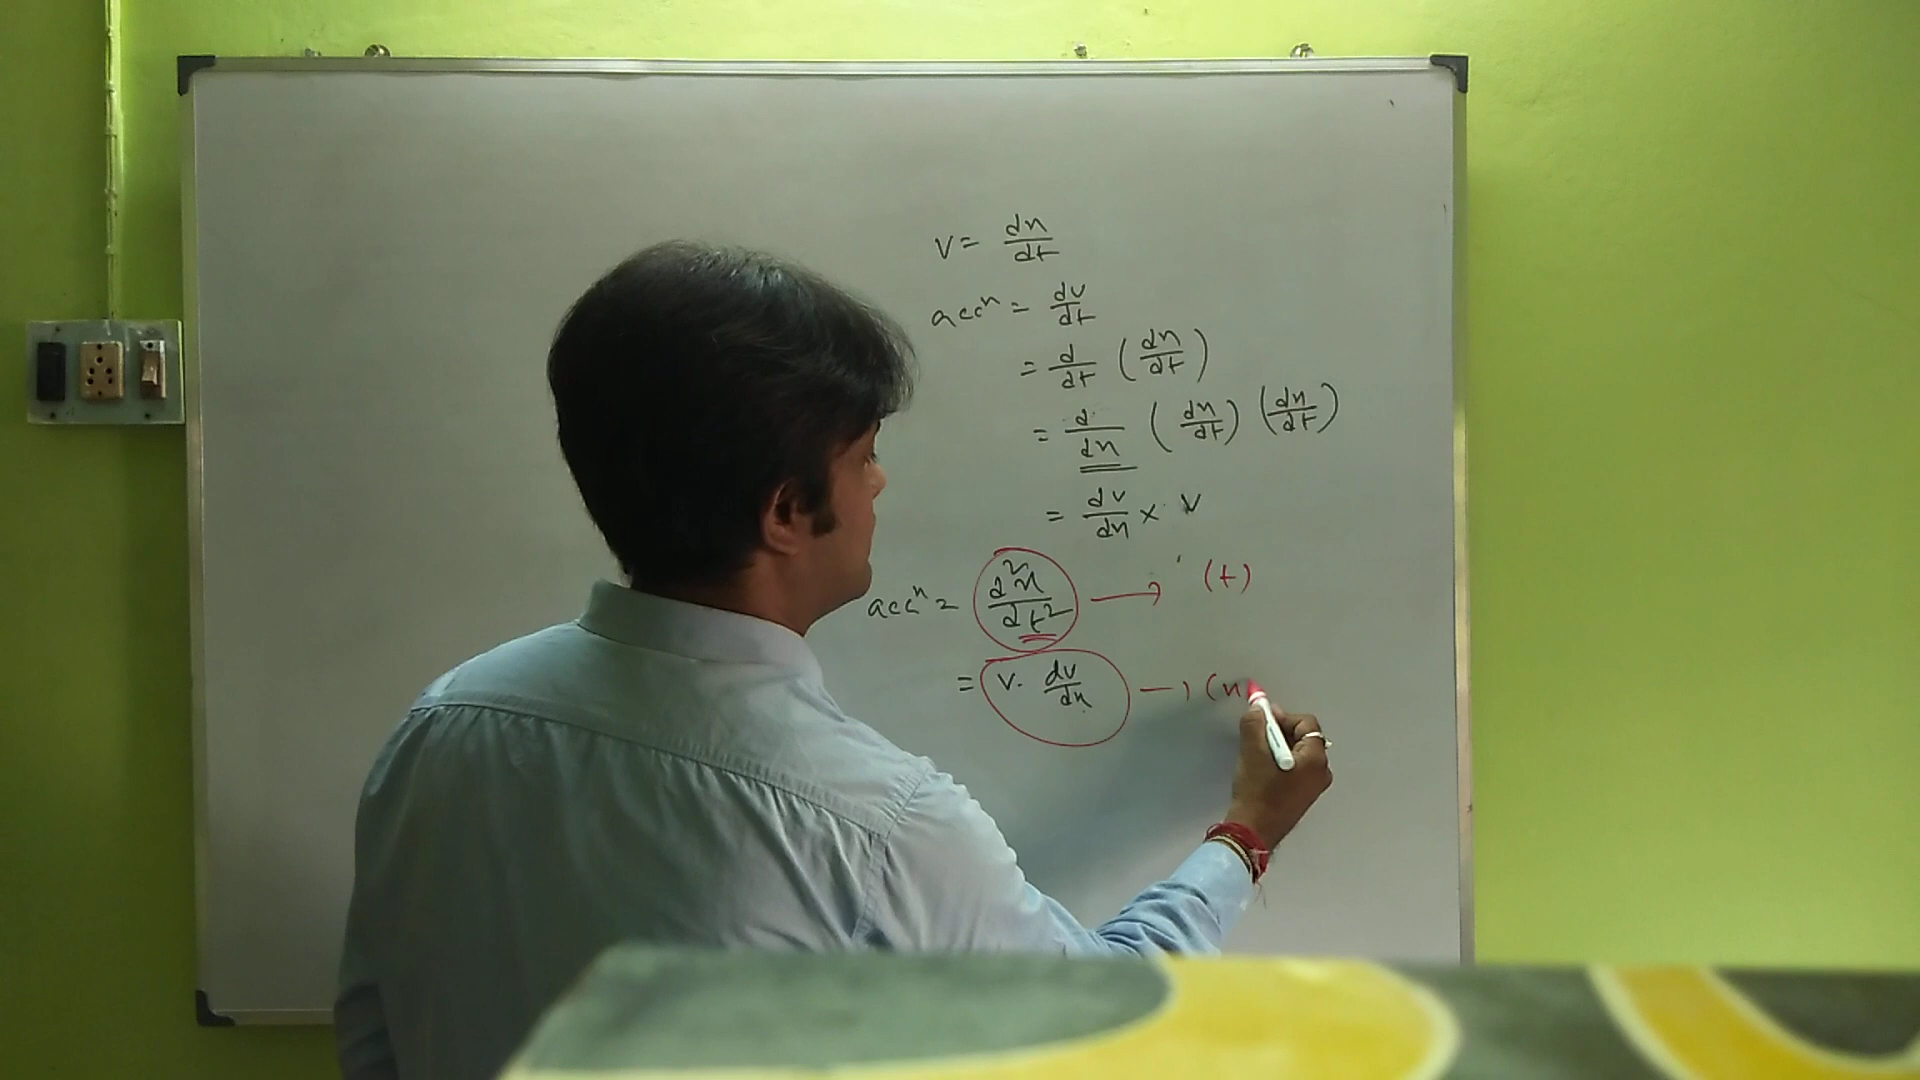 v = dx/dt
accⁿ = dv/dt
= d/dt (dx/dt)
= d/dx (dx/dt) (dx/dt)
= dv/dx × v
accⁿ = d²x/dt² → (t)
= v. dv/dx → (x